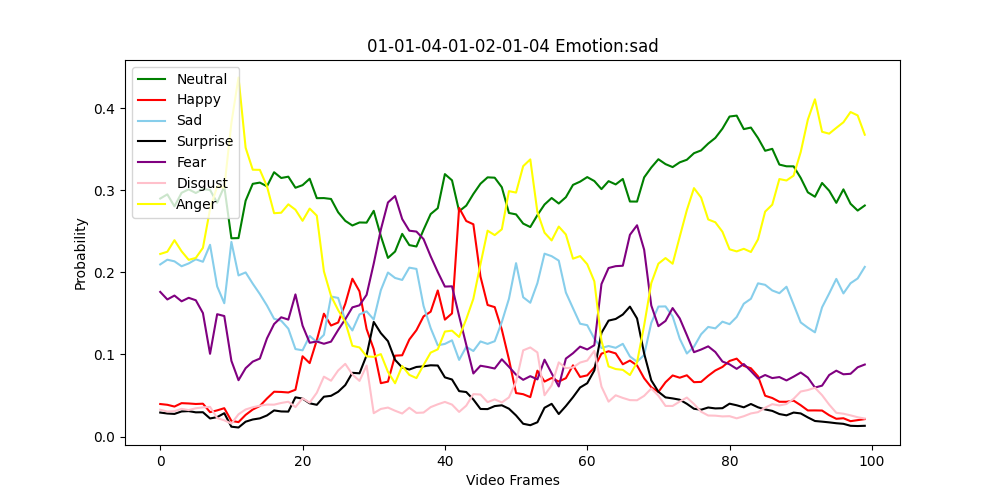 01-01-04-01-02-01-04 Emotion:sad
Neutral
Happy
Sad
Surprise
Fear
Disgust
Anger
Probability
0.4
0.3
0.2
0.1
0.0
0 20 40 60 80 100
Video Frames